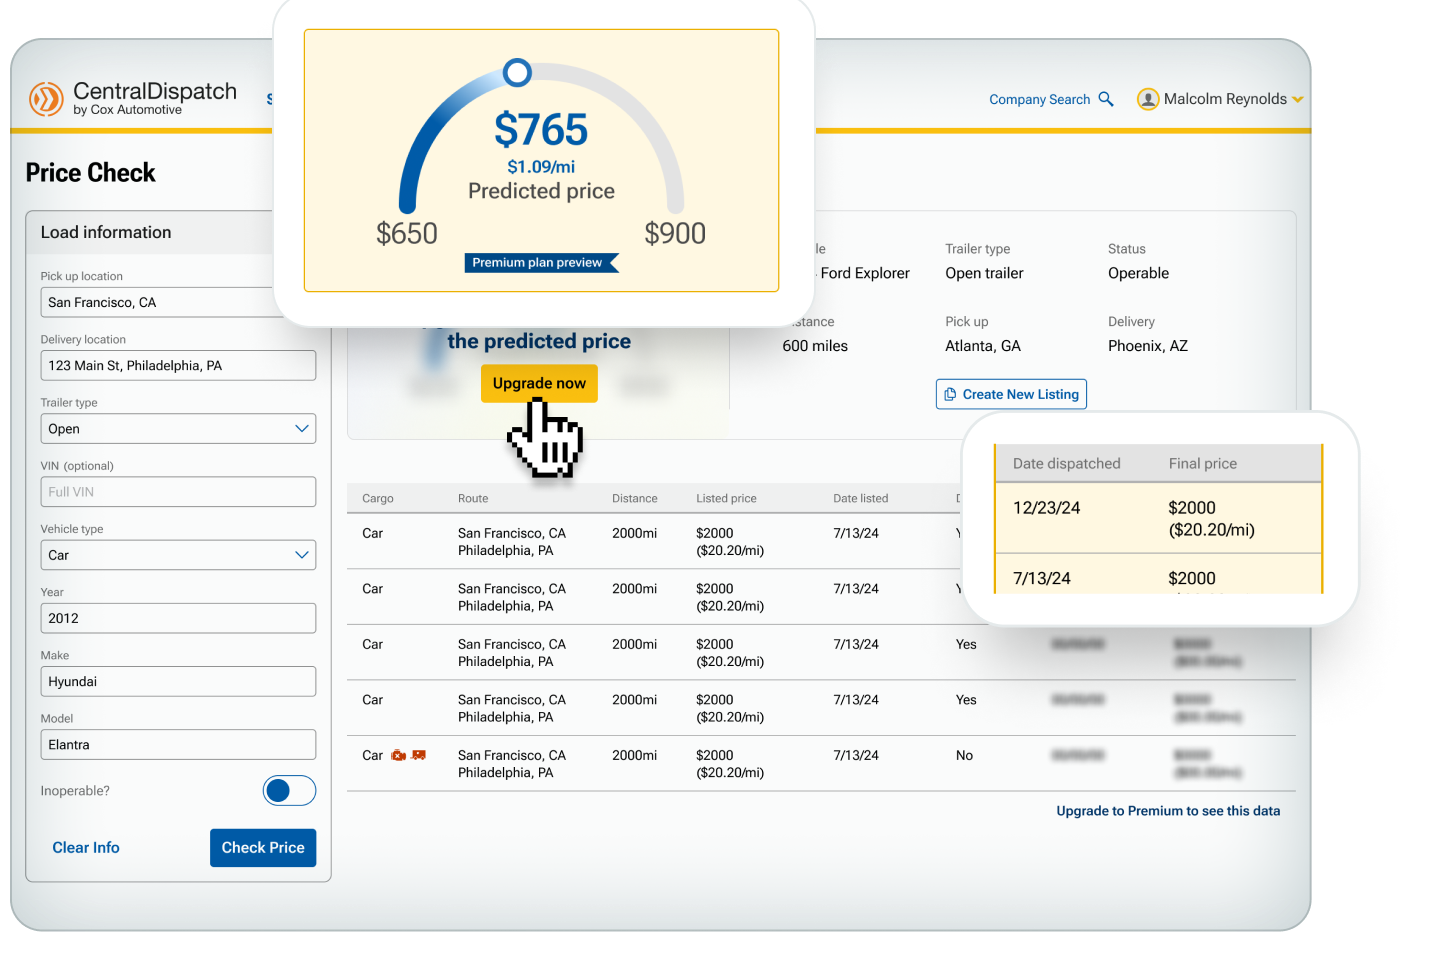 CentralDispatch
by Cox Automotive
Company Search
Malcolm Reynolds
$765
$1.09/mi
Predicted price
$650
$900
Premium plan preview
Price Check
Load information
Pick up location
San Francisco, CA
Delivery location
123 Main St, Philadelphia, PA
Trailer type
Open
VIN (optional)
Full VIN
Vehicle type
Car
Year
2012
Make
Hyundai
Model
Elantra
Inoperable?
Clear Info
Check Price
the predicted price
Upgrade now
Ford Explorer
Trailer type
Open trailer
Status
Operable
600 miles
Pick up
Atlanta, GA
Delivery
Phoenix, AZ
Create New Listing
Cargo Route Distance Listed price Date listed
Car San Francisco, CA 2000mi $2000 7/13/24
Philadelphia, PA ($20.20/mi)
Car San Francisco, CA 2000mi $2000 7/13/24
Philadelphia, PA ($20.20/mi)
Car San Francisco, CA 2000mi $2000 7/13/24 Yes
Philadelphia, PA ($20.20/mi)
Car San Francisco, CA 2000mi $2000 7/13/24 Yes
Philadelphia, PA ($20.20/mi)
Car San Francisco, CA 2000mi $2000 7/13/24 No
Philadelphia, PA ($20.20/mi)
Date dispatched Final price
12/23/24 $2000
($20.20/mi)
7/13/24 $2000
Upgrade to Premium to see this data